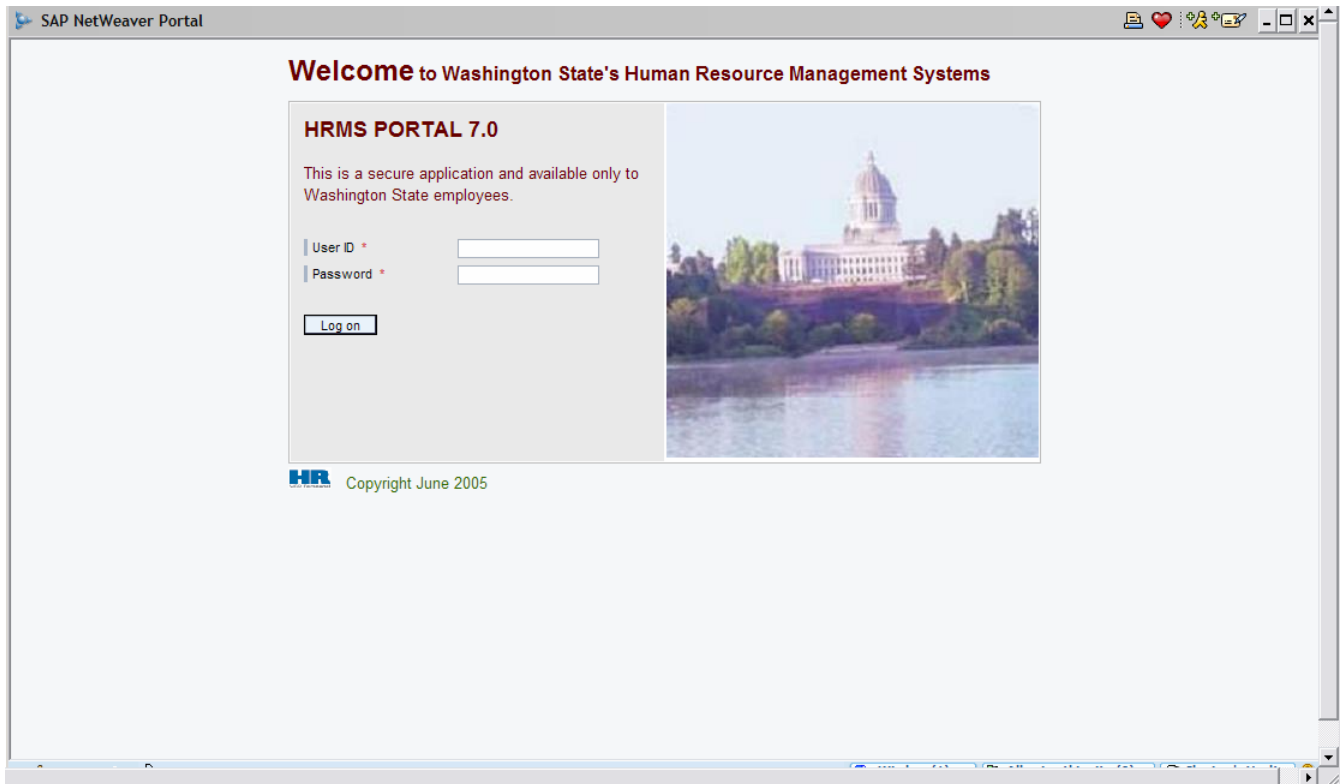 SAP NetWeaver Portal
Welcome to Washington State's Human Resource Management Systems
HRMS PORTAL 7.0
This is a secure application and available only to
Washington State employees.
User ID *
Password *
Log on
HR
Copyright June 2005